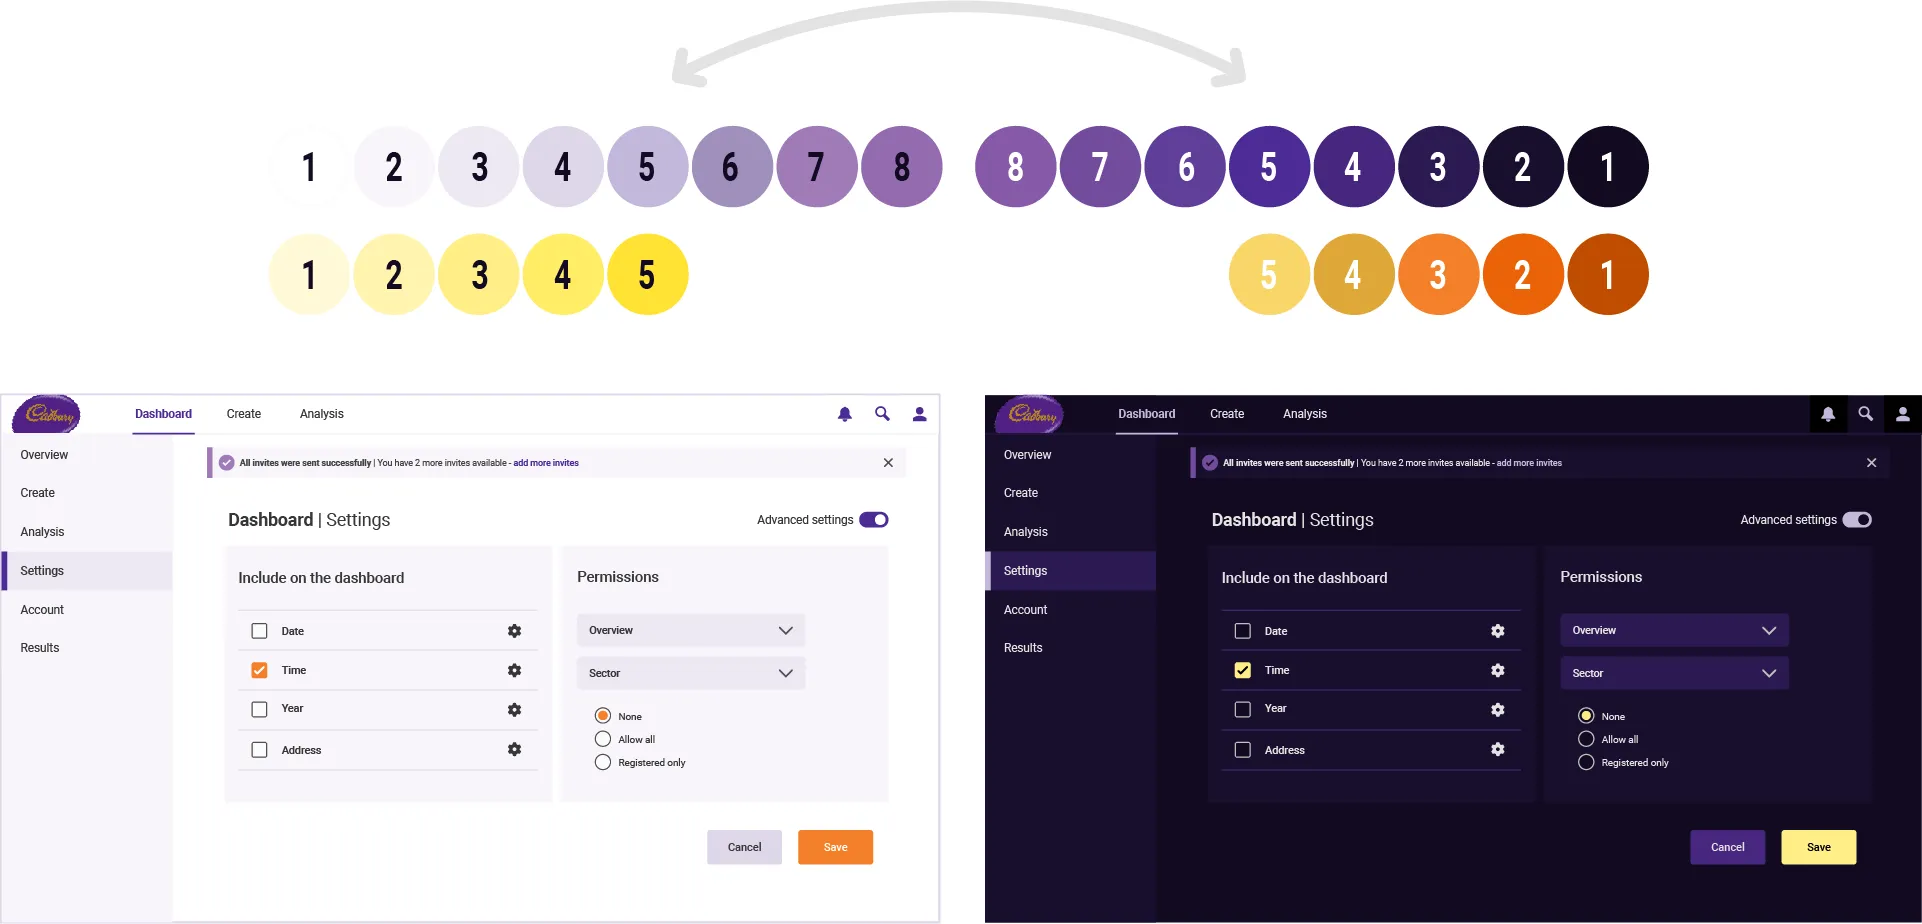 1 2 3 4 5 6 7 8 8 7 6 5 4 3 2 1
1 2 3 4 5 5 4 3 2 1
Cadbury Dashboard Create Analysis
Overview
Create
Analysis
Settings
Account
Results
All invites were sent successfully | You have 2 more invites available - add more invites
Dashboard | Settings Advanced settings
Include on the dashboard
Date
Time
Year
Address
Permissions
Overview
Sector
None
Allow all
Registered only
Cancel Save
Cadbury Dashboard Create Analysis
Overview
Create
Analysis
Settings
Account
Results
All invites were sent successfully | You have 2 more invites available - add more invites
Dashboard | Settings Advanced settings
Include on the dashboard
Date
Time
Year
Address
Permissions
Overview
Sector
None
Allow all
Registered only
Cancel Save